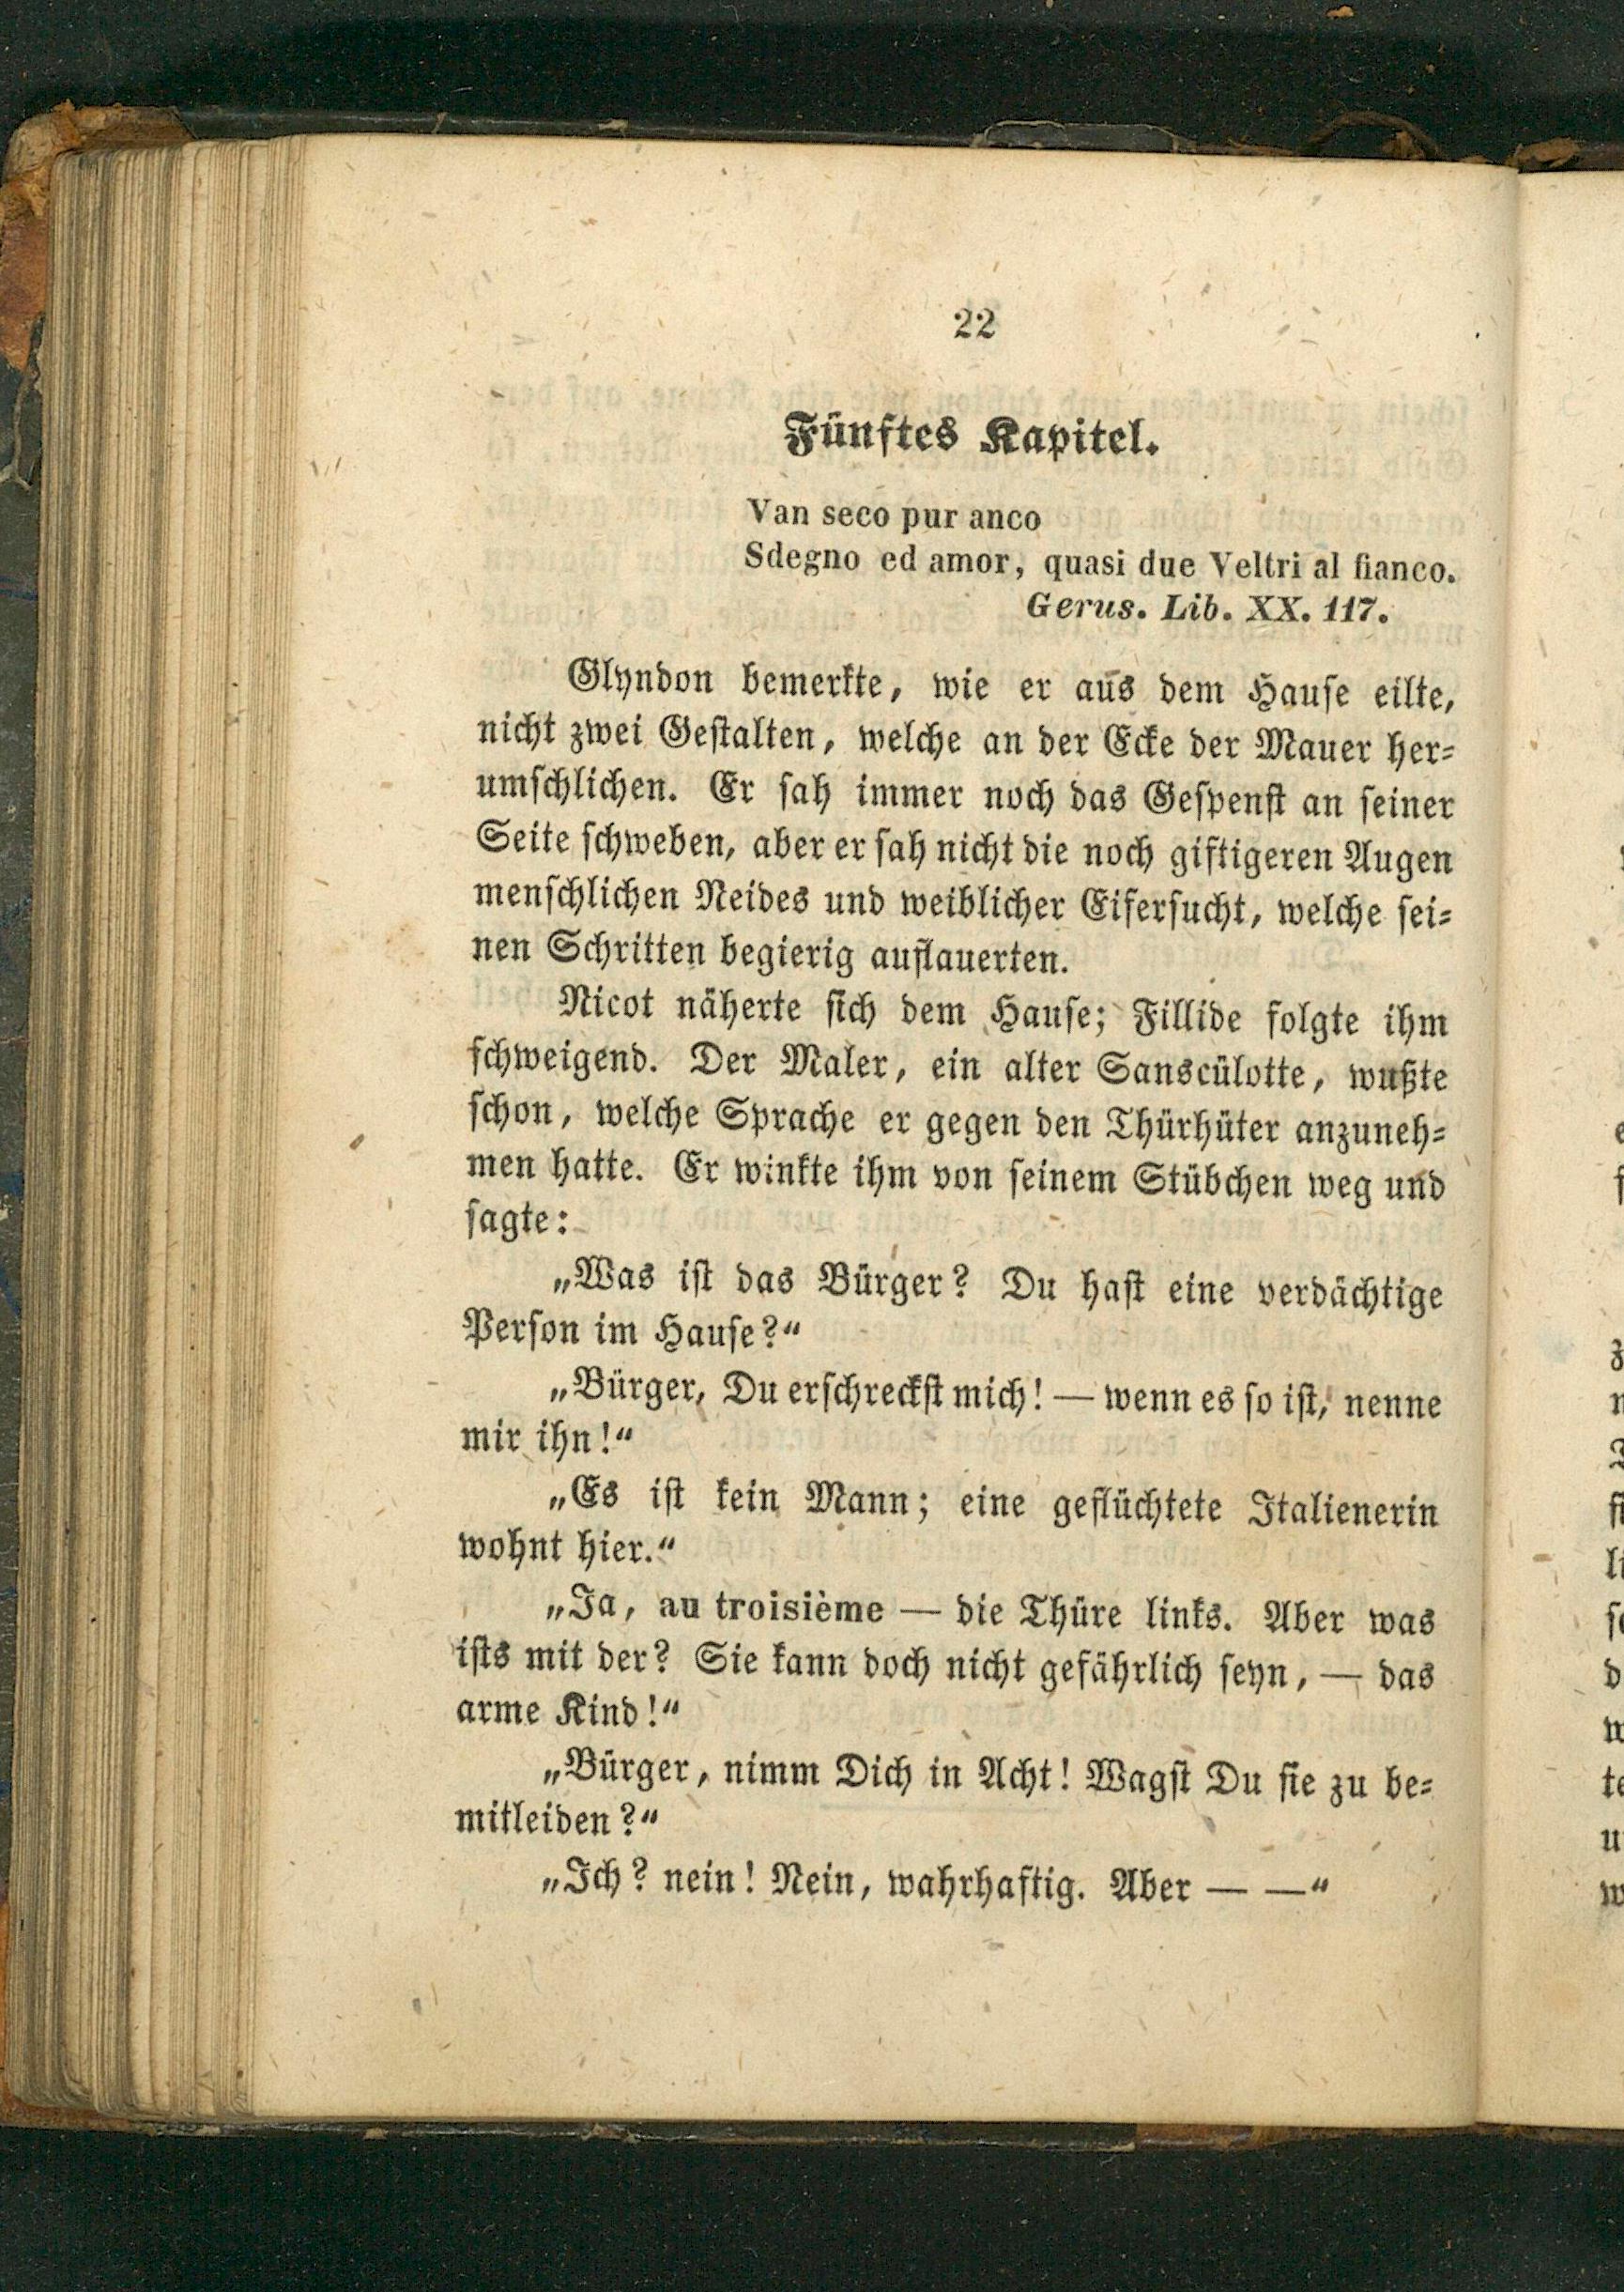 22
Fünftes Kapitel.
Van seco pur anco
Sdegno ed amor, quasi due Veltri al fianco.
Gerus. Lib. XX. 117.
Glyndon bemerkte, wie er aus dem Hause eilte,
nicht zwei Gestalten, welche an der Ecke der Mauer her-
umschlichen. Er sah immer noch das Gespenst an seiner
Seite schweben, aber er sah nicht die noch giftigeren Augen
menschlichen Neides und weiblicher Eifersucht, welche sei-
nen Schritten begierig auflauerten.
Nicot näherte sich dem Hause; Fillide folgte ihm
schweigend. Der Maler, ein alter Sanscülotte, wußte
schon, welche Sprache er gegen den Thürhüter anzuneh-
men hatte. Er winkte ihm von seinem Stübchen weg und
sagte:
„Was ist das Bürger? Du hast eine verdächtige
Person im Hause?“
„Bürger, Du erschreckst mich! — wenn es so ist, nenne
mir ihn!“
„Es ist kein Mann; eine geflüchtete Italienerin
wohnt hier.“
„Ja, au troisième — die Thüre links. Aber was
ists mit der? Sie kann doch nicht gefährlich seyn, — das
arme Kind!“
„Bürger, nimm Dich in Acht! Wagst Du sie zu be-
mitleiden?“
„Ich? nein! Nein, wahrhaftig. Aber — —“